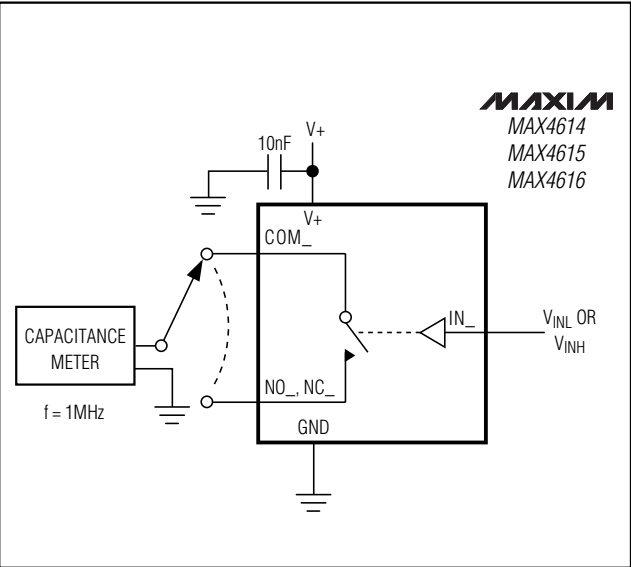 MAXIM
MAX4614
MAX4615
MAX4616
10nF
V+
V+
COM_
CAPACITANCE
METER
f = 1MHz
IN_
VINL OR
VINH
NO_, NC_
GND